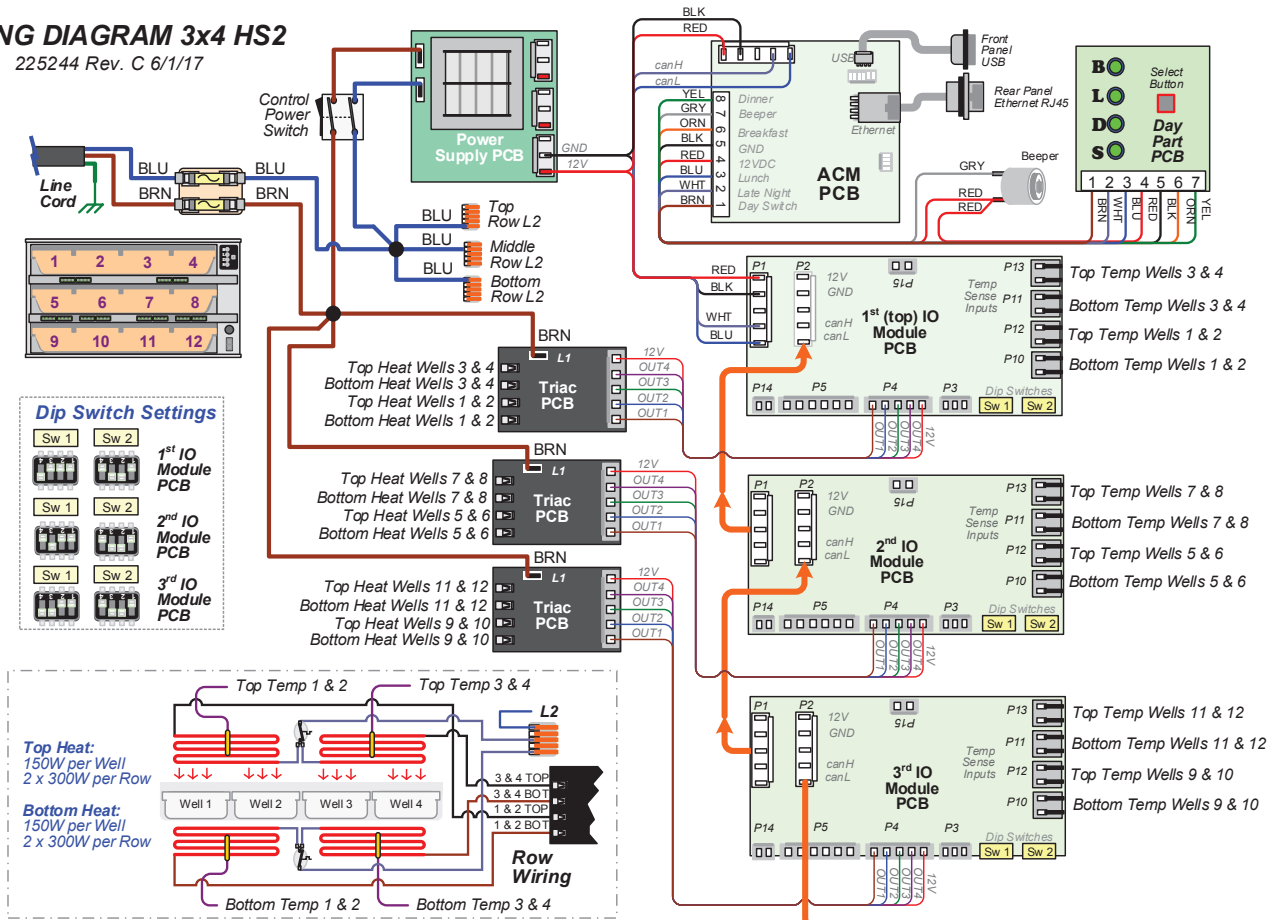 NG DIAGRAM 3x4 HS2
225244 Rev. C 6/1/17
Control
Power
Switch
Line
Cord
BLU
BLU
BRN
BRN
Power
Supply PCB
GND
12V
BLK
RED
canH
canL
YEL
GRY
ORN
BLK
RED
BLU
WHT
BRN
8 Dinner
7 Beeper
6 Breakfast
5 GND
4 12VDC
3 Lunch
2 Late Night
1 Day Switch
USB
Ethernet
ACM
PCB
Front
Panel
USB
Rear Panel
Ethernet RJ45
GRY
Beeper
RED
RED
B
L
D
S
Select
Button
Day
Part
PCB
1 2 3 4 5 6 7
BRN
WHT
BLU
RED
BLK
ORN
YEL
BLU
Top
Row L2
BLU
Middle
Row L2
BLU
Bottom
Row L2
1 2 3 4
5 6 7 8
9 10 11 12
Dip Switch Settings
Sw 1 Sw 2
1st IO
Module
PCB
Sw 1 Sw 2
2nd IO
Module
PCB
Sw 1 Sw 2
3rd IO
Module
PCB
BRN
L1
Top Heat Wells 3 & 4
Bottom Heat Wells 3 & 4
Top Heat Wells 1 & 2
Bottom Heat Wells 1 & 2
Triac
PCB
12V
OUT4
OUT3
OUT2
OUT1
BRN
L1
Top Heat Wells 7 & 8
Bottom Heat Wells 7 & 8
Top Heat Wells 5 & 6
Bottom Heat Wells 5 & 6
Triac
PCB
12V
OUT4
OUT3
OUT2
OUT1
BRN
L1
Top Heat Wells 11 & 12
Bottom Heat Wells 11 & 12
Top Heat Wells 9 & 10
Bottom Heat Wells 9 & 10
Triac
PCB
12V
OUT4
OUT3
OUT2
OUT1
RED
BLK
WHT
BLU
P1
P2
12V
GND
canH
canL
P15
1st (top) IO
Module
PCB
Temp
Sense
Inputs
P13 Top Temp Wells 3 & 4
P11 Bottom Temp Wells 3 & 4
P12 Top Temp Wells 1 & 2
P10 Bottom Temp Wells 1 & 2
P14 P5 P4 P3
Dip Switches
Sw 1 Sw 2
OUT1
OUT2
OUT3
OUT4
12V
P1
P2
12V
GND
canH
canL
P15
2nd IO
Module
PCB
Temp
Sense
Inputs
P13 Top Temp Wells 7 & 8
P11 Bottom Temp Wells 7 & 8
P12 Top Temp Wells 5 & 6
P10 Bottom Temp Wells 5 & 6
P14 P5 P4 P3
Dip Switches
Sw 1 Sw 2
OUT1
OUT2
OUT3
OUT4
12V
P1
P2
12V
GND
canH
canL
P15
3rd IO
Module
PCB
Temp
Sense
Inputs
P13 Top Temp Wells 11 & 12
P11 Bottom Temp Wells 11 & 12
P12 Top Temp Wells 9 & 10
P10 Bottom Temp Wells 9 & 10
P14 P5 P4 P3
Dip Switches
Sw 1 Sw 2
OUT1
OUT2
OUT3
OUT4
12V
Top Temp 1 & 2
Top Temp 3 & 4
L2
Top Heat:
150W per Well
2 x 300W per Row
Well 1 Well 2 Well 3 Well 4
Bottom Heat:
150W per Well
2 x 300W per Row
3 & 4 TOP
3 & 4 BOT
1 & 2 TOP
1 & 2 BOT
Row
Wiring
Bottom Temp 1 & 2
Bottom Temp 3 & 4